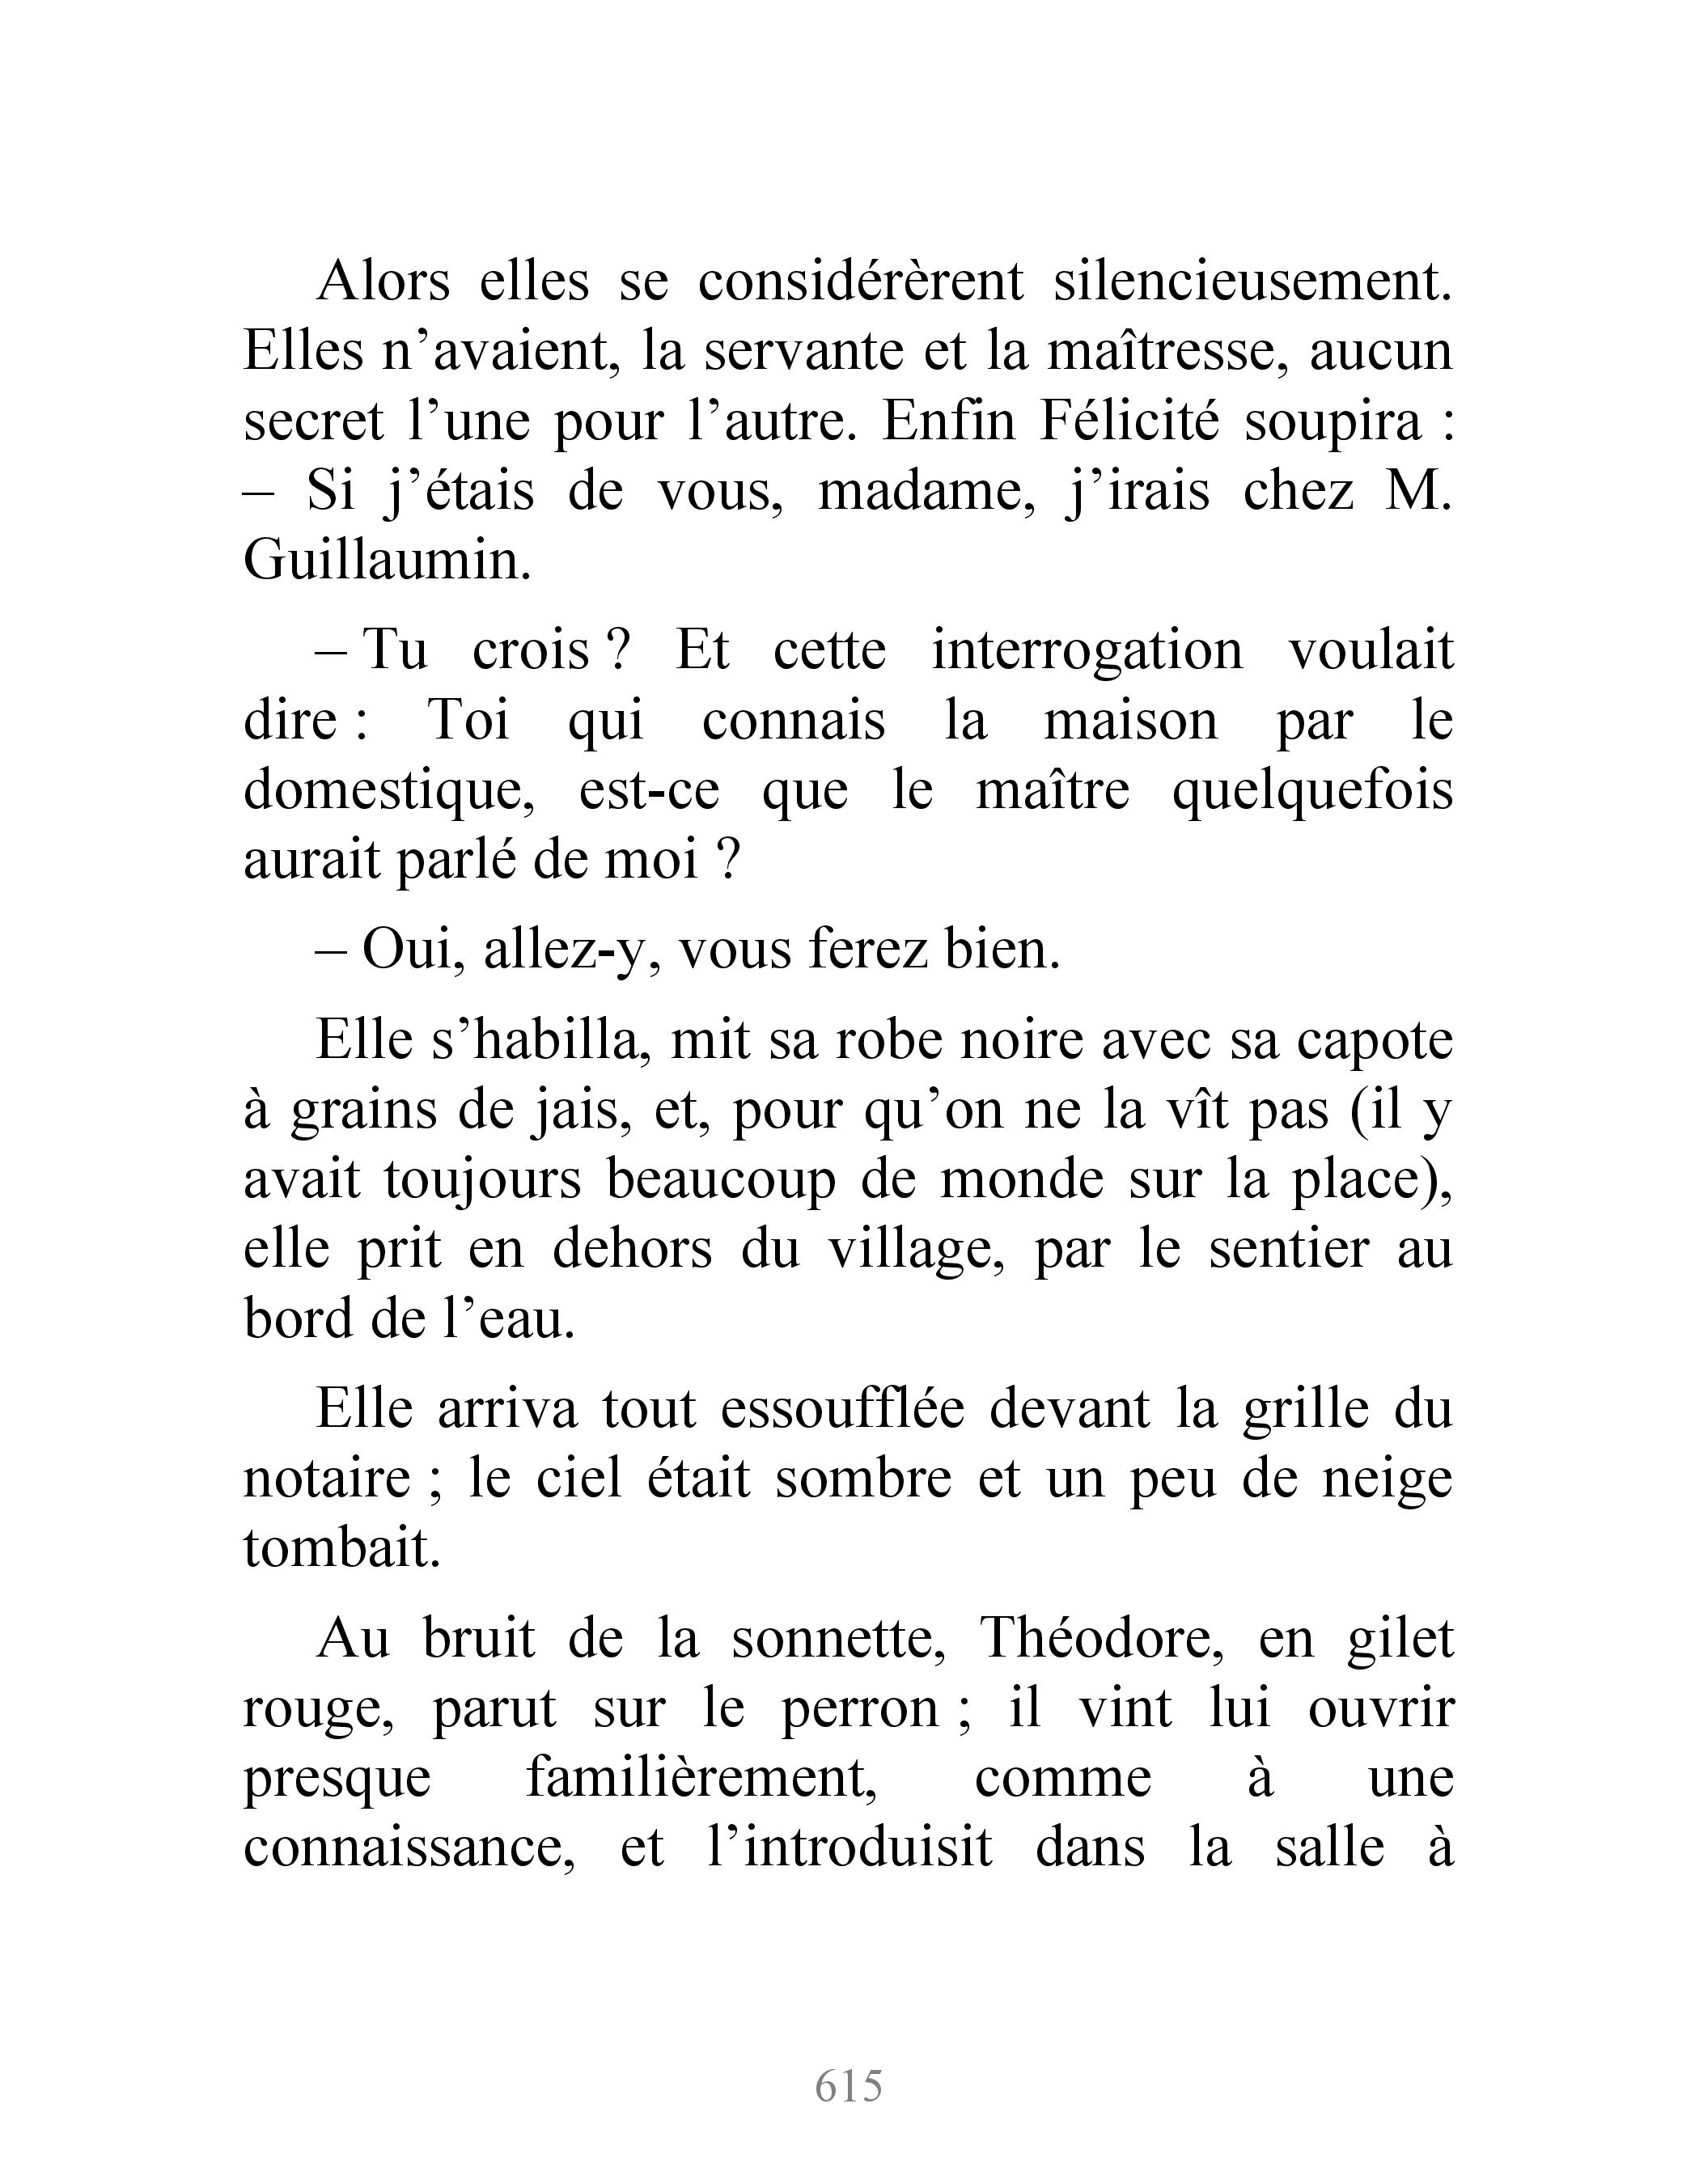 Alors elles se considérèrent silencieusement.
Elles n’avaient, la servante et la maîtresse, aucun
secret l’une pour l’autre. Enfin Félicité soupira :
– Si j’étais de vous, madame, j’irais chez M.
Guillaumin.
– Tu crois ? Et cette interrogation voulait
dire : Toi qui connais la maison par le
domestique, est-ce que le maître quelquefois
aurait parlé de moi ?
– Oui, allez-y, vous ferez bien.
Elle s’habilla, mit sa robe noire avec sa capote
à grains de jais, et, pour qu’on ne la vît pas (il y
avait toujours beaucoup de monde sur la place),
elle prit en dehors du village, par le sentier au
bord de l’eau.
Elle arriva tout essoufflée devant la grille du
notaire ; le ciel était sombre et un peu de neige
tombait.
Au bruit de la sonnette, Théodore, en gilet
rouge, parut sur le perron ; il vint lui ouvrir
presque familièrement, comme à une
connaissance, et l’introduisit dans la salle à
615